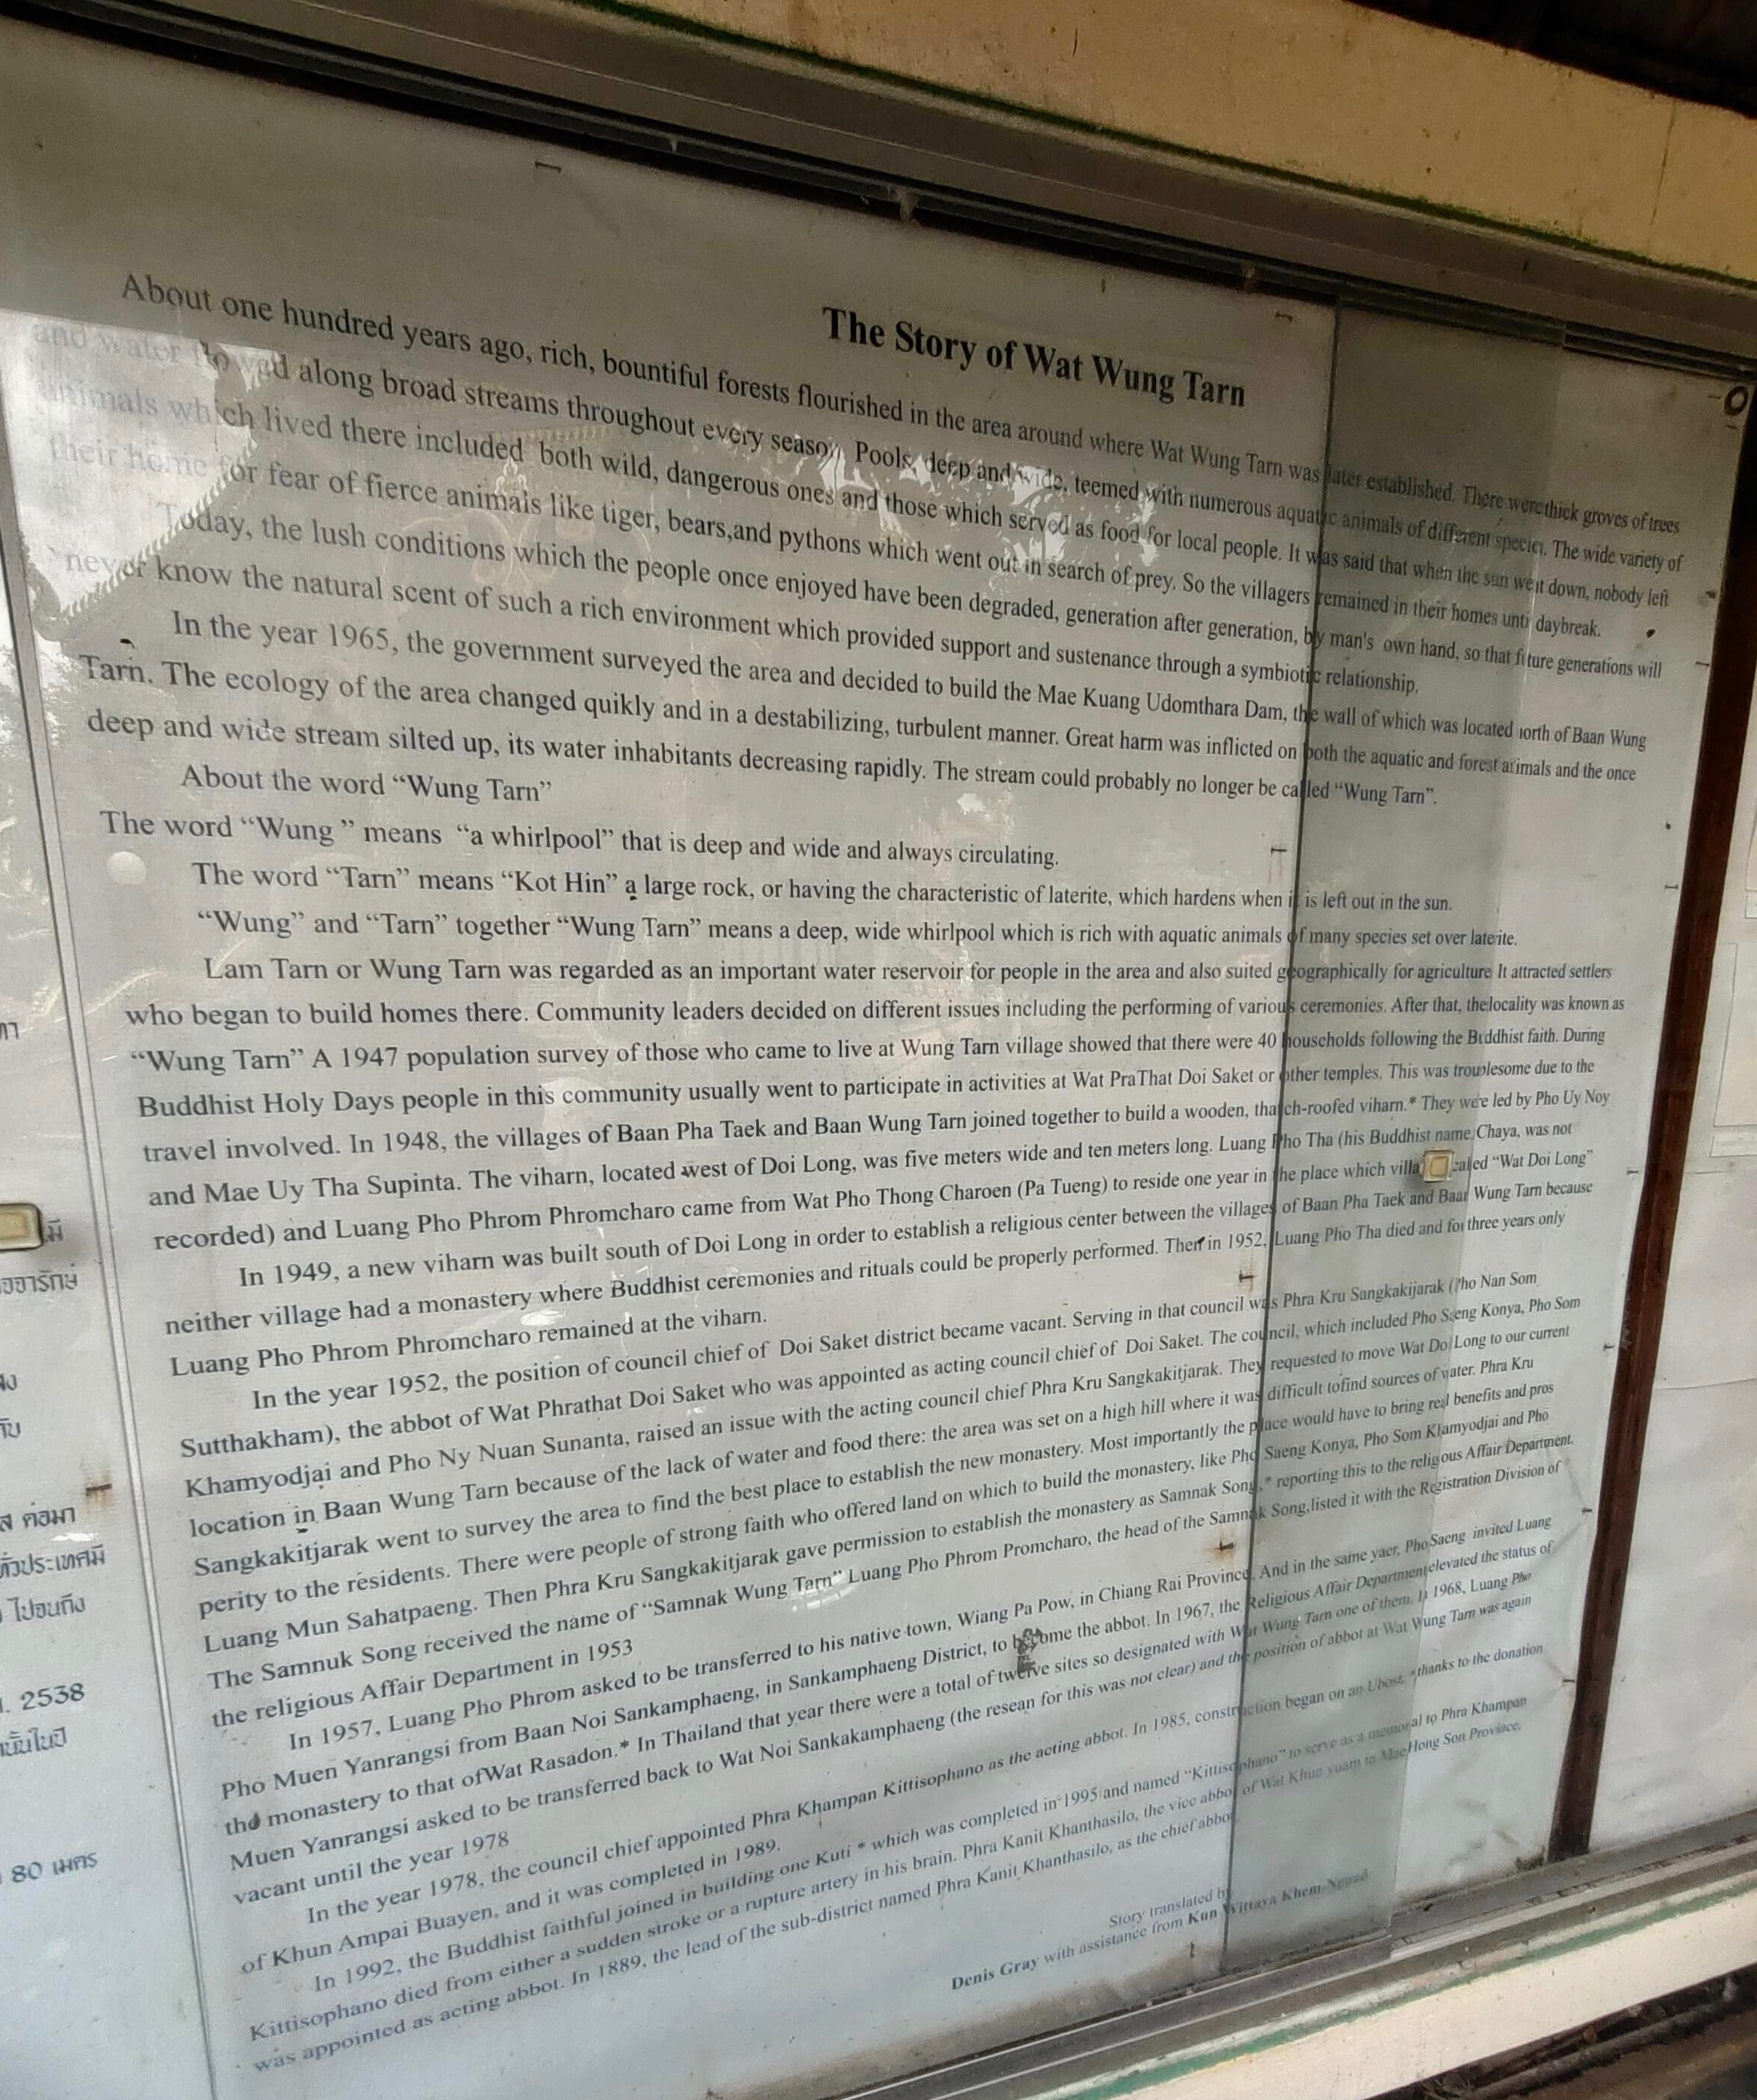 The Story of Wat Wung Tarn
About one hundred years ago, rich, bountiful forests flourished in the area around where Wat Wung Tarn was later established. There were thick groves of trees
and water flowed along broad streams throughout every season. Pools, deep and wide, teemed with numerous aquatic animals of different species. The wide variety of
animals which lived there included both wild, dangerous ones and those which served as food for local people. It was said that when the sun went down, nobody left
their home for fear of fierce animals like tiger, bears,and pythons which went out in search of prey. So the villagers remained in their homes until daybreak.
Today, the lush conditions which the people once enjoyed have been degraded, generation after generation, by man's own hand, so that future generations will
never know the natural scent of such a rich environment which provided support and sustenance through a symbiotic relationship.
In the year 1965, the government surveyed the area and decided to build the Mae Kuang Udomthara Dam, the wall of which was located north of Baan Wung
Tarn. The ecology of the area changed quikly and in a destabilizing, turbulent manner. Great harm was inflicted on both the aquatic and forest animals and the once
deep and wide stream silted up, its water inhabitants decreasing rapidly. The stream could probably no longer be called “Wung Tarn”.
About the word “Wung Tarn”
The word “Wung ” means “a whirlpool” that is deep and wide and always circulating.
The word “Tarn” means “Kot Hin” a large rock, or having the characteristic of laterite, which hardens when it is left out in the sun.
“Wung” and “Tarn” together “Wung Tarn” means a deep, wide whirlpool which is rich with aquatic animals of many species set over laterite.
Lam Tarn or Wung Tarn was regarded as an important water reservoir for people in the area and also suited geographically for agriculture It attracted settlers
who began to build homes there. Community leaders decided on different issues including the performing of various ceremonies. After that, the locality was known as
“Wung Tarn” A 1947 population survey of those who came to live at Wung Tarn village showed that there were 40 households following the Buddhist faith. During
Buddhist Holy Days people in this community usually went to participate in activities at Wat PraThat Doi Saket or other temples. This was troublesome due to the
travel involved. In 1948, the villages of Baan Pha Taek and Baan Wung Tarn joined together to build a wooden, thatch-roofed viharn.* They were led by Pho Uy Noy
and Mae Uy Tha Supinta. The viharn, located west of Doi Long, was five meters wide and ten meters long. Luang Pho Tha (his Buddhist name, Chaya, was not
recorded) and Luang Pho Phrom Phromcharo came from Wat Pho Thong Charoen (Pa Tueng) to reside one year in the place which called “Wat Doi Long”
In 1949, a new viharn was built south of Doi Long in order to establish a religious center between the villages of Baan Pha Taek and Baan Wung Tarn because
neither village had a monastery where Buddhist ceremonies and rituals could be properly performed. Then in 1952, Luang Pho Tha died and for three years only
Luang Pho Phrom Phromcharo remained at the viharn.
In the year 1952, the position of council chief of Doi Saket district became vacant. Serving in that council was Phra Kru Sangkakijarak (Pho Nan Som
Sutthakham), the abbot of Wat Phrathat Doi Saket who was appointed as acting council chief of Doi Saket. The council, which included Pho Saeng Konya, Pho Som
Khamyodjai and Pho Ny Nuan Sunanta, raised an issue with the acting council chief Phra Kru Sangkakitjarak. They requested to move Wat Doi Long to our current
location in Baan Wung Tarn because of the lack of water and food there: the area was set on a high hill where it was difficult tofind sources of water. Phra Kru
Sangkakitjarak went to survey the area to find the best place to establish the new monastery. Most importantly the place would have to bring real benefits and pros
perity to the residents. There were people of strong faith who offered land on which to build the monastery, like Pho Saeng Konya, Pho Som Klamyodjai and Pho
Luang Mun Sahatpaeng. Then Phra Kru Sangkakitjarak gave permission to establish the monastery as Samnak Song,* reporting this to the religious Affair Department.
The Samnuk Song received the name of “Samnak Wung Tarn” Luang Pho Phrom Promcharo, the head of the Samnak Song,listed it with the Registration Division of
the religious Affair Department in 1953
In 1957, Luang Pho Phrom asked to be transferred to his native town, Wiang Pa Pow, in Chiang Rai Province. And in the same yaer, Pho Saeng invited Luang
Pho Muen Yanrangsi from Baan Noi Sankamphaeng, in Sankamphaeng District, to become the abbot. In 1967, the Religious Affair Department elevated the status of
the monastery to that ofWat Rasadon.* In Thailand that year there were a total of twelve sites so designated with Wat Wung Tarn one of them. In 1968, Luang Pho
Muen Yanrangsi asked to be transferred back to Wat Noi Sankakamphaeng (the resean for this was not clear) and the position of abbot at Wat Wung Tarn was again
vacant until the year 1978
In the year 1978, the council chief appointed Phra Khampan Kittisophano as the acting abbot. In 1985, construction began on an Ubost, *thanks to the donation
of Khun Ampai Buayen, and it was completed in 1989.
In 1992, the Buddhist faithful joined in building one Kuti * which was completed in 1995 and named “Kittisophano” to serve as a memorial to Phra Khampan
Kittisophano died from either a sudden stroke or a rupture artery in his brain. Phra Kanit Khanthasilo, the vice abbot of Wat Khun yuam in Mae Hong Son Province,
was appointed as acting abbot. In 1889, the lead of the sub-district named Phra Kanit Khanthasilo, as the chief abbot.
Story translated by
Denis Gray with assistance from Kun Wittaya Khem-Ngeud
ส ต่อมา
ทั่วประเทศมี
ไปจนถึง
. 2538
80 เมตร